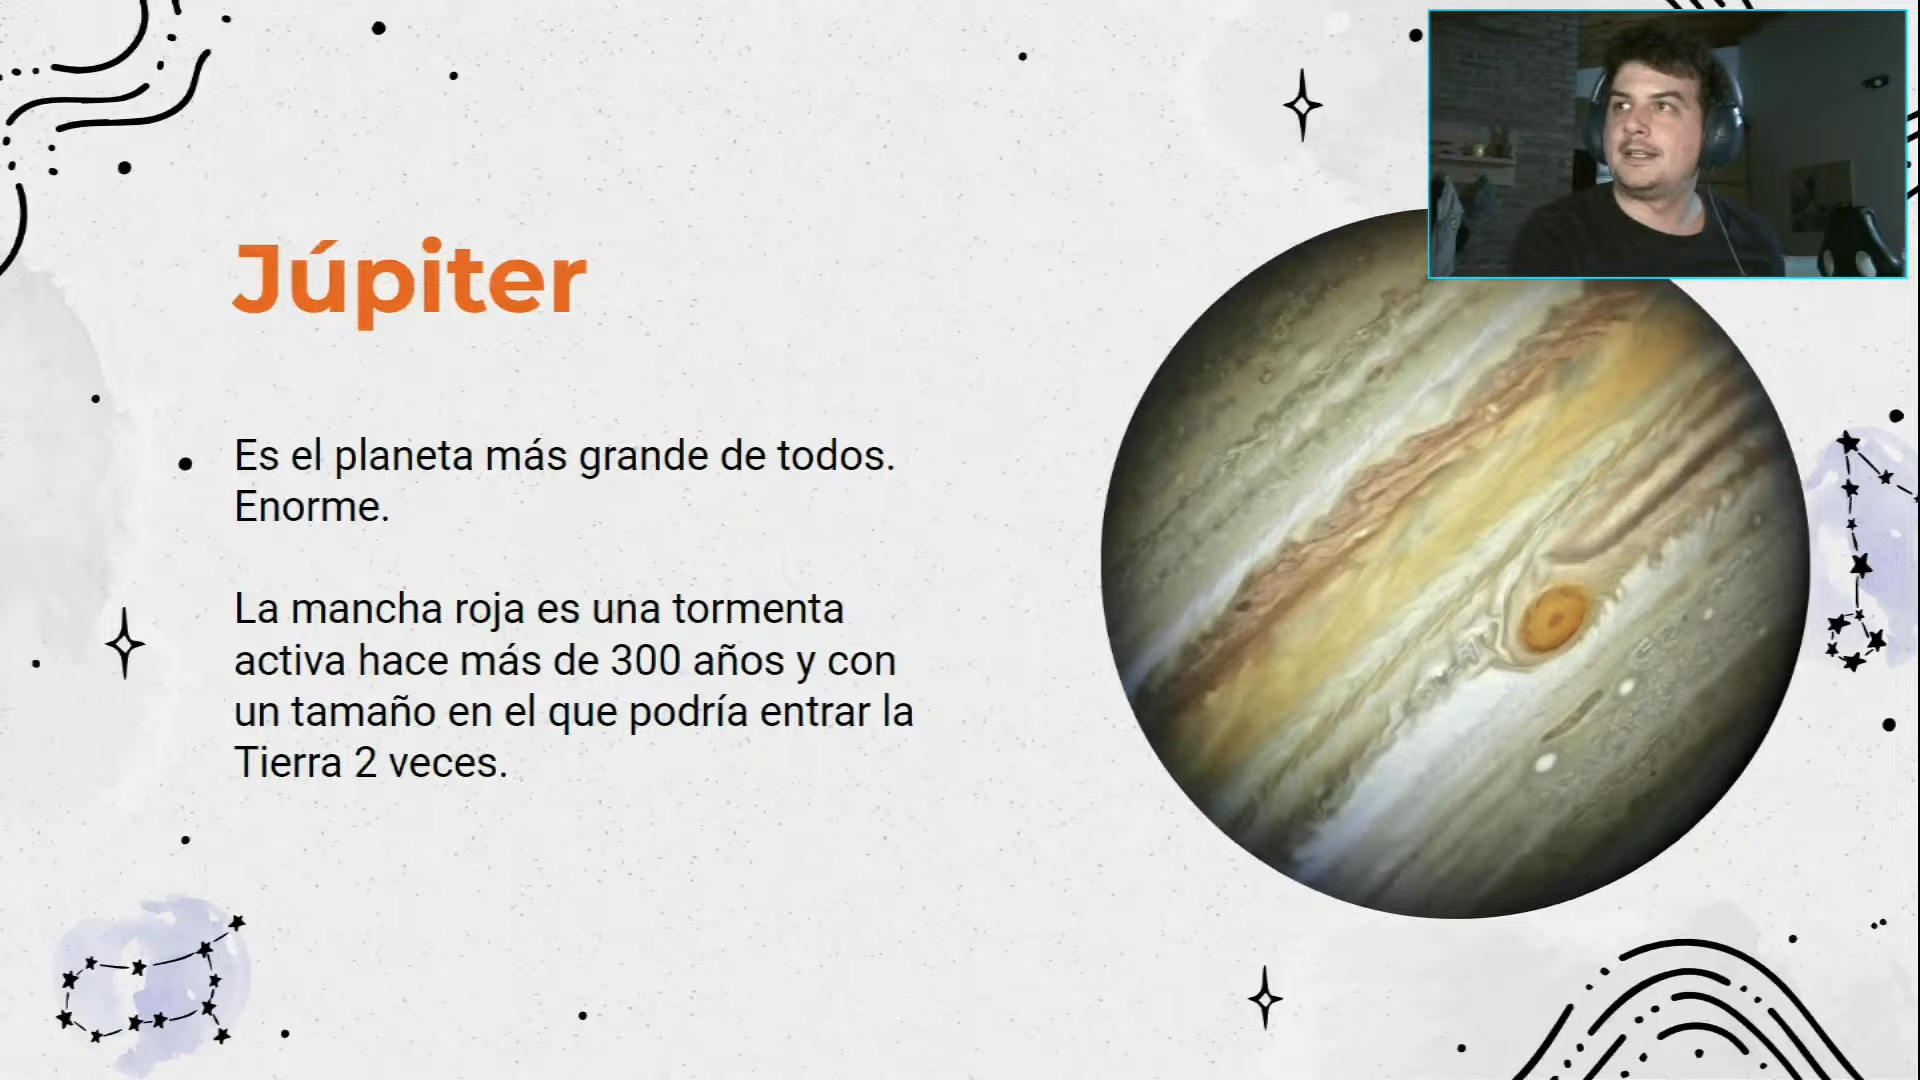 Júpiter
Es el planeta más grande de todos.
Enorme.
La mancha roja es una tormenta
activa hace más de 300 años y con
un tamaño en el que podría entrar la
Tierra 2 veces.